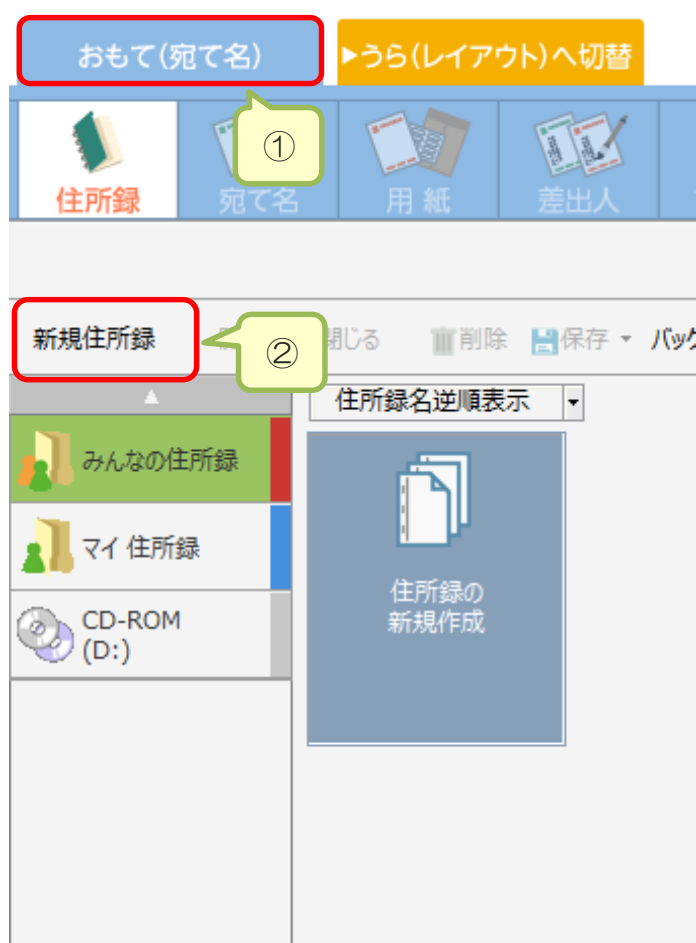 おもて(宛て名)
▶うら(レイアウト)へ切替
①
住所録
宛て名
用 紙
差出人
新規住所録
②
閉じる
削除
保存
住所録名逆順表示
みんなの住所録
マイ 住所録
CD-ROM
(D:)
住所録の
新規作成